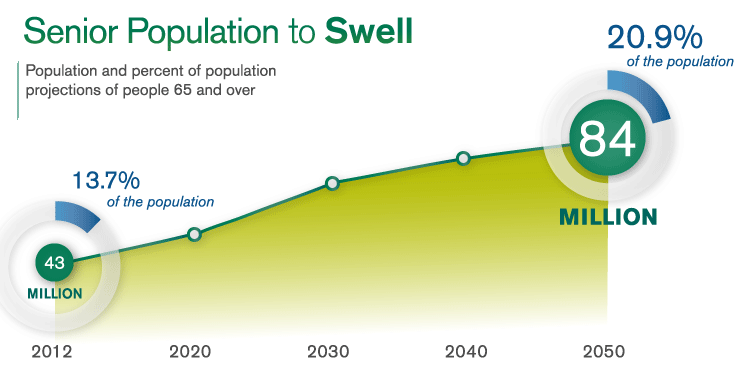 Senior Population to Swell
Population and percent of population
projections of people 65 and over
20.9%
of the population
84
MILLION
13.7%
of the population
43
MILLION
2012 2020 2030 2040 2050